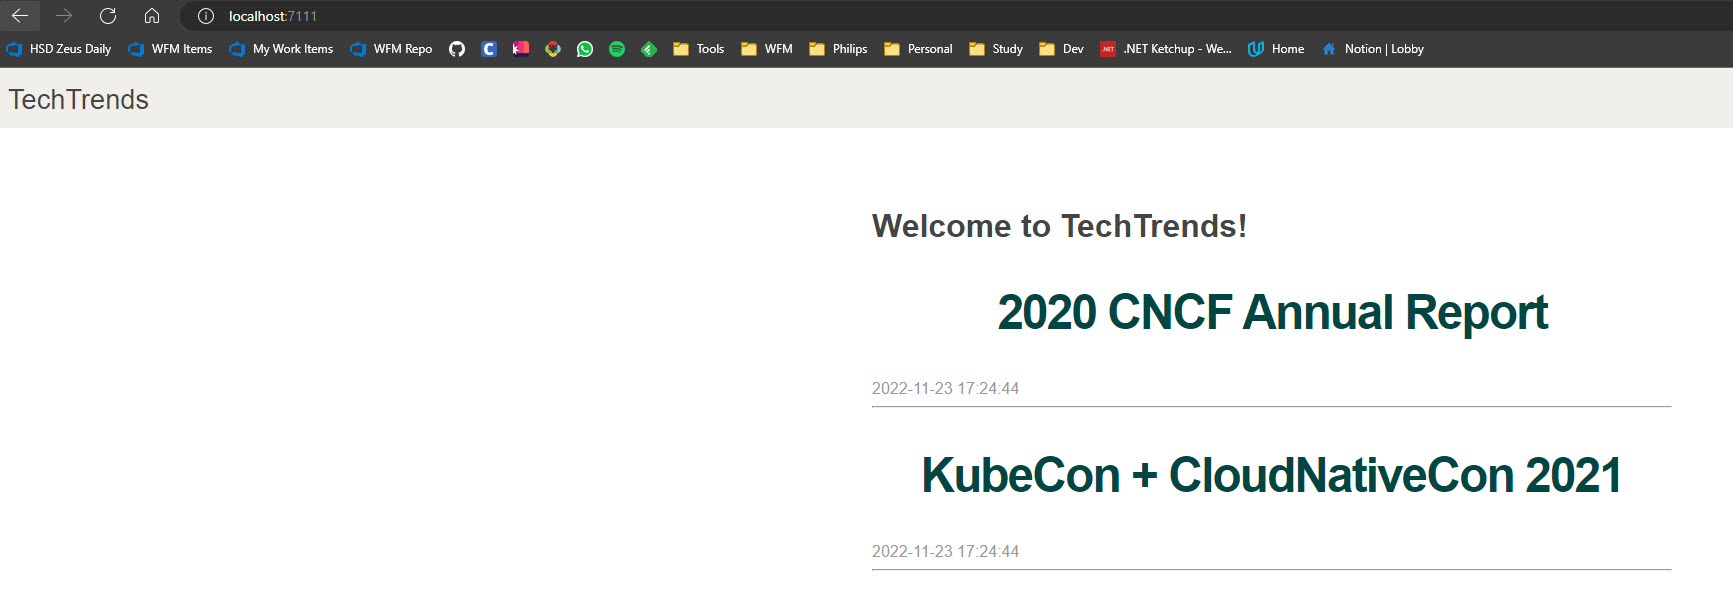 localhost:7111
HSD Zeus Daily WFM Items My Work Items WFM Repo C Tools WFM Philips Personal Study Dev .NET .NET Ketchup - We... Home Notion | Lobby
TechTrends
Welcome to TechTrends!
2020 CNCF Annual Report
2022-11-23 17:24:44
KubeCon + CloudNativeCon 2021
2022-11-23 17:24:44